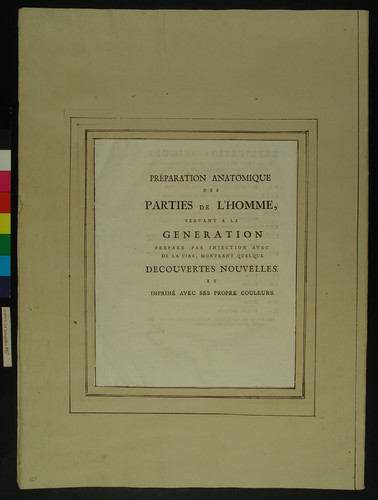 PRÉPARATION ANATOMIQUE
DES
PARTIES DE L'HOMME,
SERVANT A LA
GENERATION
PREPARE PAR INJECTION AVEC
DE LA CIRE, MONTRANT QUELQUE
DECOUVERTES NOUVELLES.
ET
IMPRIMÉ AVEC SES PROPRE COULEURS